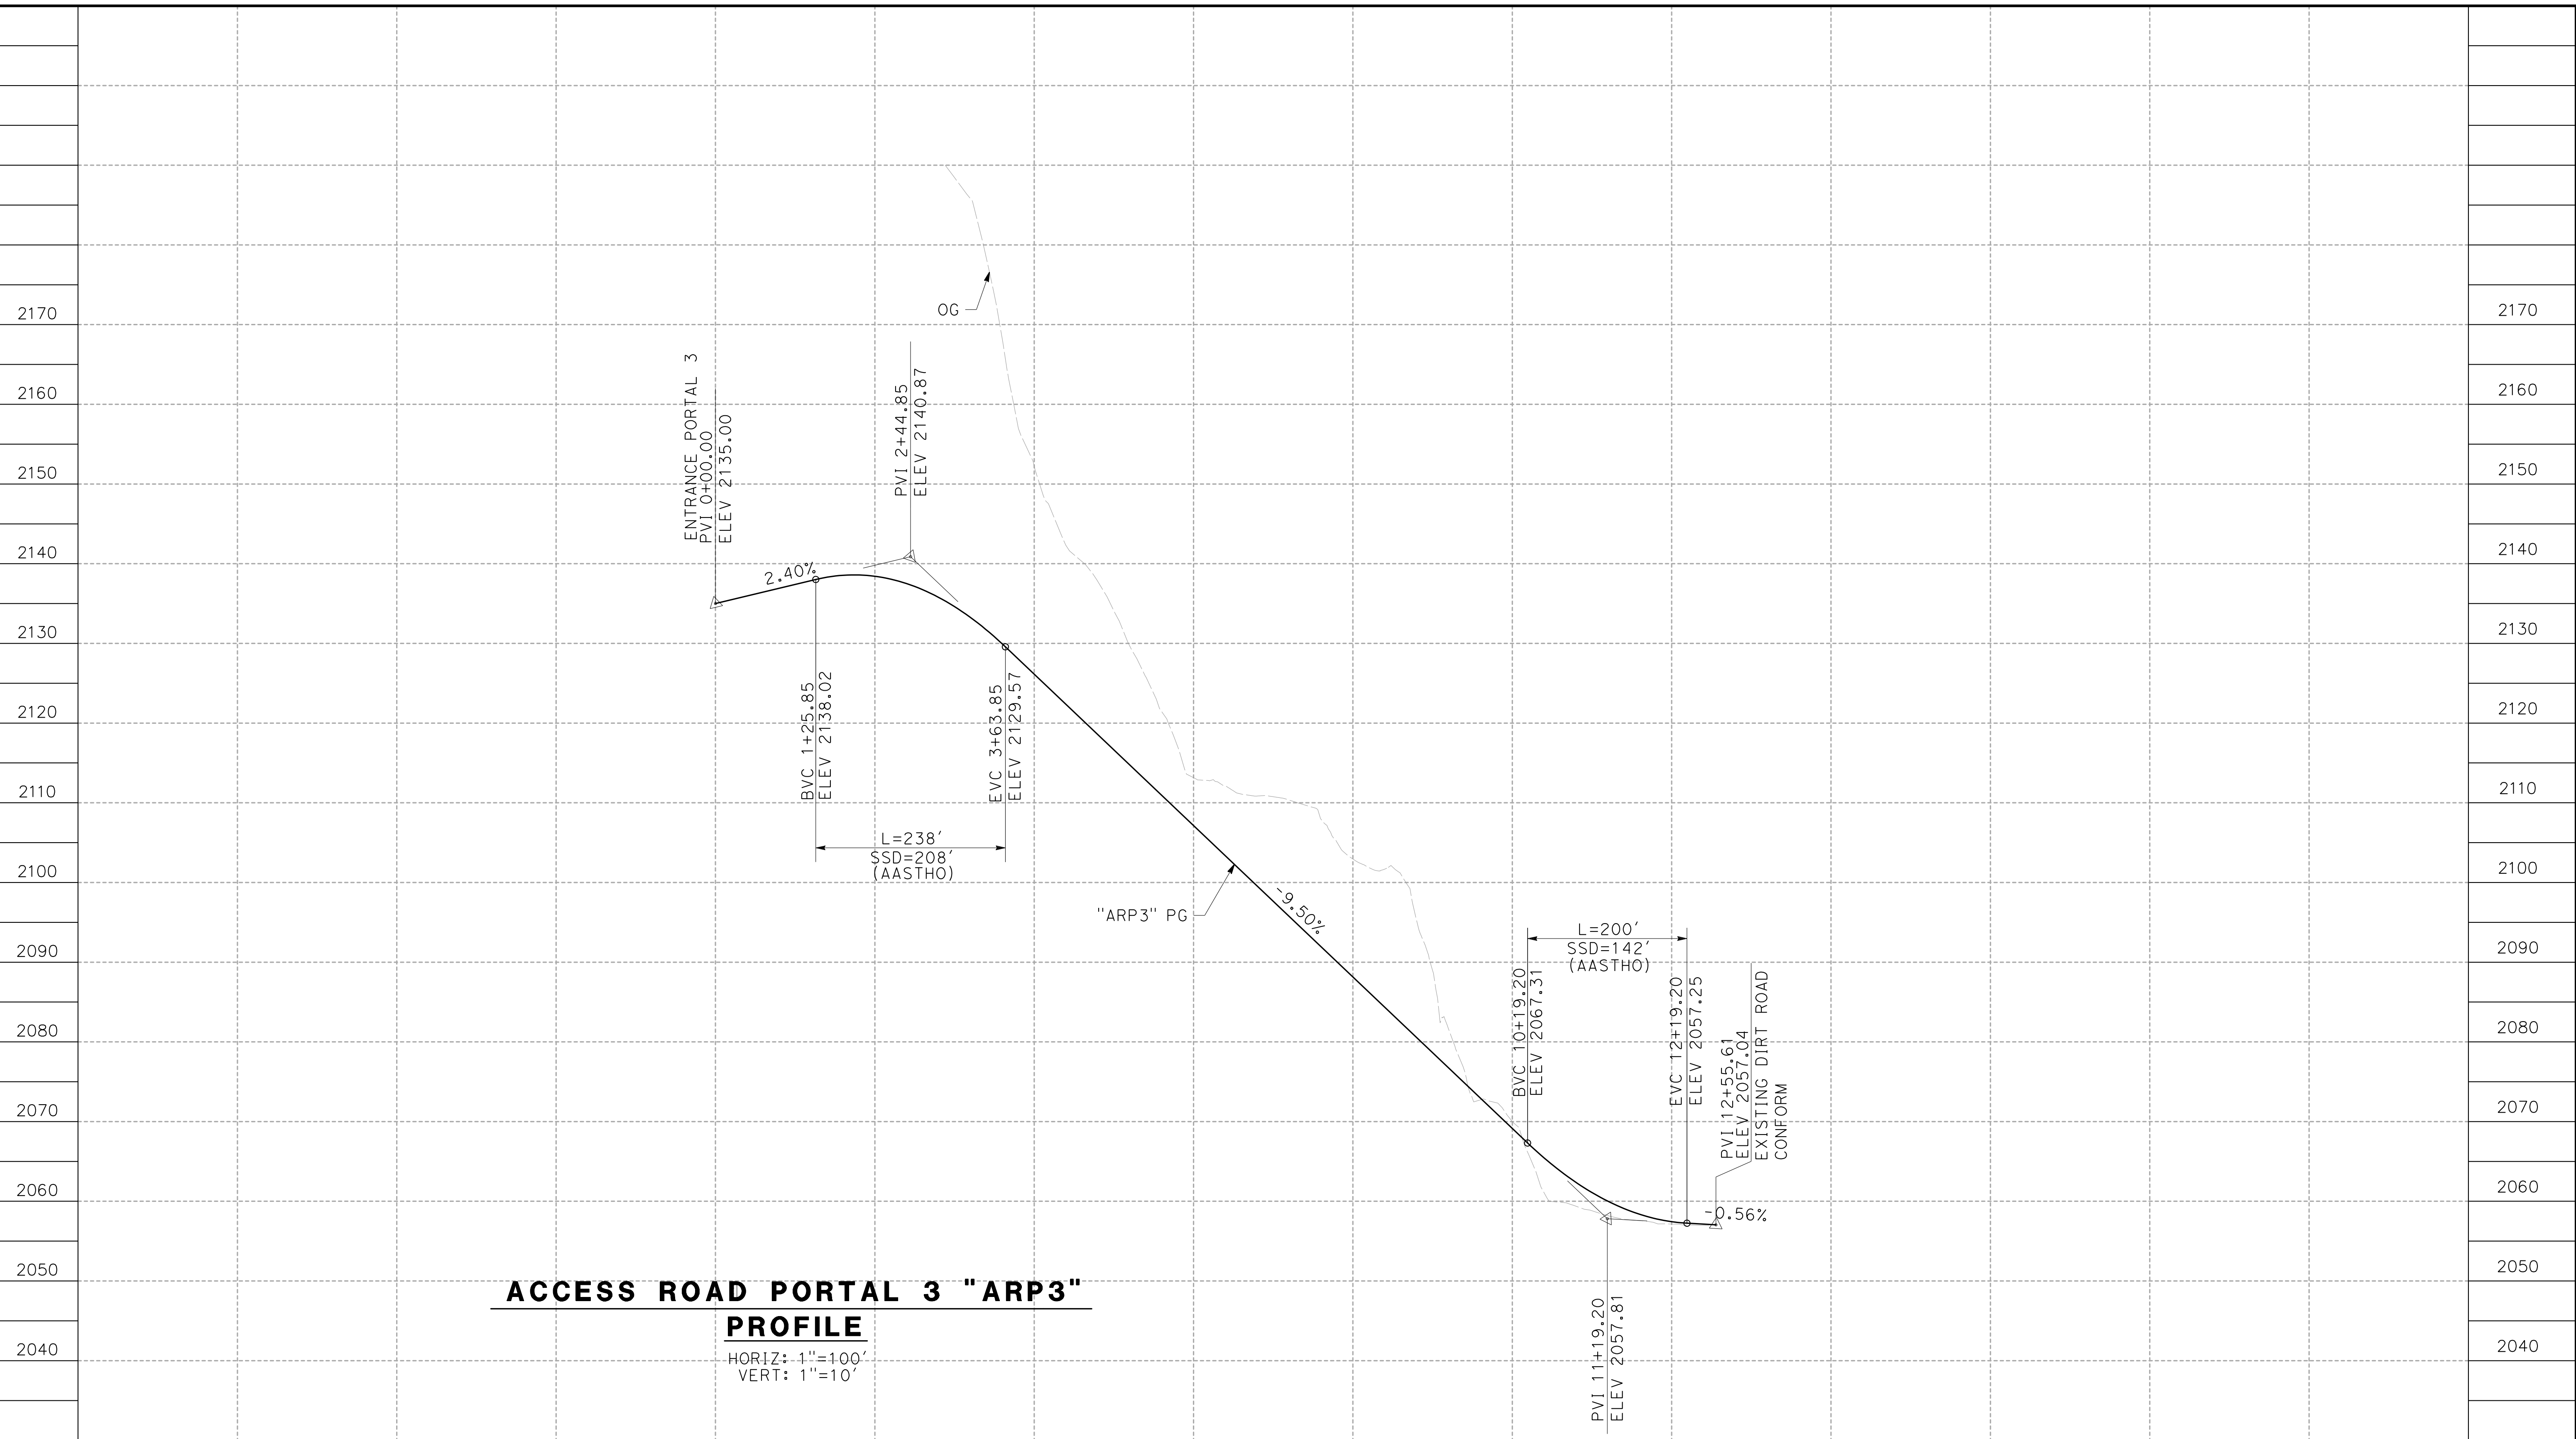 2170
2160
2150
2140
2130
2120
2110
2100
2090
2080
2070
2060
2050
2040
OG
ENTRANCE PORTAL 3
PVI 0+00.00
ELEV 2135.00
PVI 2+44.85
ELEV 2140.87
2.40%
BVC 1+25.85
ELEV 2138.02
EVC 3+63.85
ELEV 2129.57
L=238'
SSD=208'
(AASTHO)
"ARP3" PG
-9.50%
L=200'
SSD=142'
(AASTHO)
BVC 10+19.20
ELEV 2067.31
EVC 12+19.20
ELEV 2057.25
PVI 12+55.61
ELEV 2057.04
EXISTING DIRT ROAD
CONFORM
-0.56%
PVI 11+19.20
ELEV 2057.81
ACCESS ROAD PORTAL 3 "ARP3"
PROFILE
HORIZ: 1"=100'
VERT: 1"=10'
2170
2160
2150
2140
2130
2120
2110
2100
2090
2080
2070
2060
2050
2040